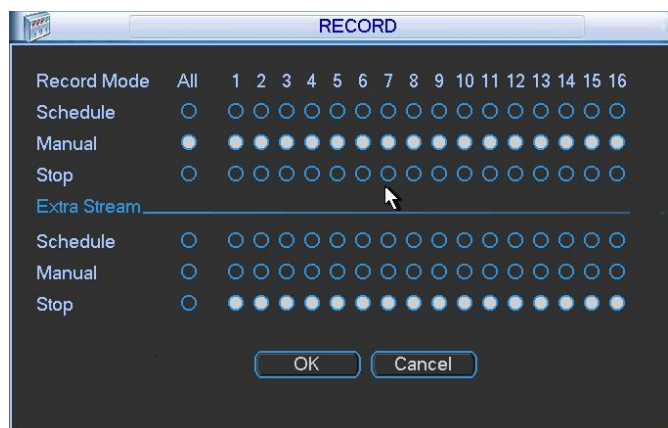 RECORD
Record Mode All 1 2 3 4 5 6 7 8 9 10 11 12 13 14 15 16
Schedule
Manual
Stop
Extra Stream
Schedule
Manual
Stop
OK Cancel